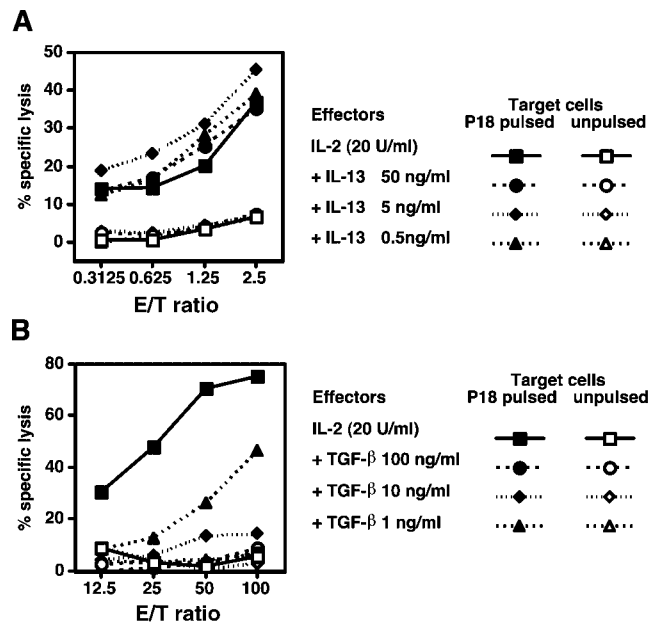 A
50
40
30
20
10
0
% specific lysis
0.3125 0.625 1.25 2.5
E/T ratio
Effectors
Target cells
P18 pulsed unpulsed
IL-2 (20 U/ml)
+ IL-13 50 ng/ml
+ IL-13 5 ng/ml
+ IL-13 0.5ng/ml
B
80
60
40
20
0
% specific lysis
12.5 25 50 100
E/T ratio
Effectors
Target cells
P18 pulsed unpulsed
IL-2 (20 U/ml)
+ TGF-β 100 ng/ml
+ TGF-β 10 ng/ml
+ TGF-β 1 ng/ml